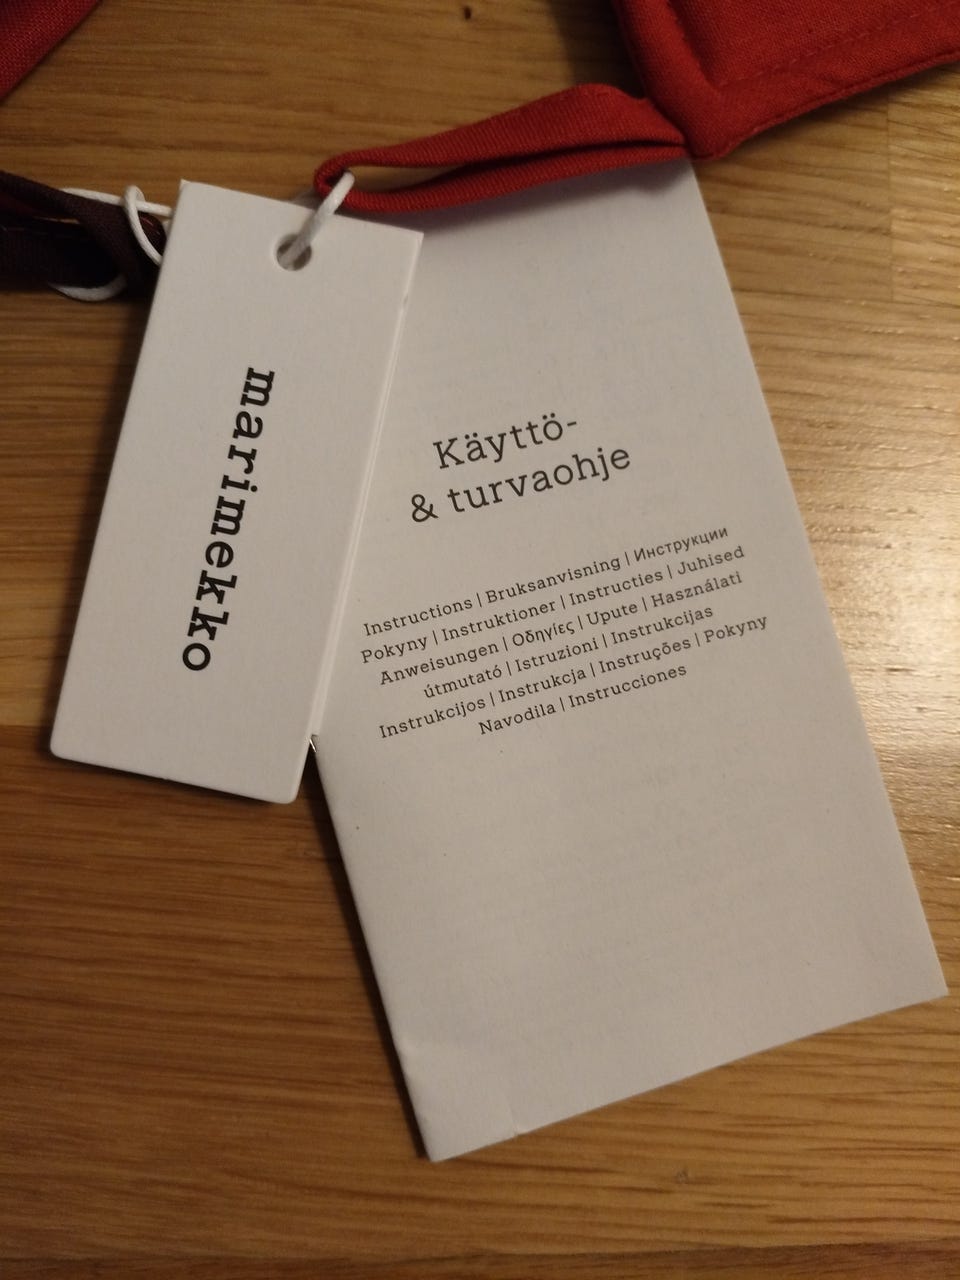 marimekko
Käyttö-
& turvaohje
Instructions | Bruksanvisning | Инструкции
Pokyny | Instruktioner | Instructies | Juhised
Anweisungen | Οδηγίες | Upute | Használati
útmutató | Istruzioni | Instrukcijas
Instrukcijos | Instrukcja | Instruções | Pokyny
Navodila | Instrucciones